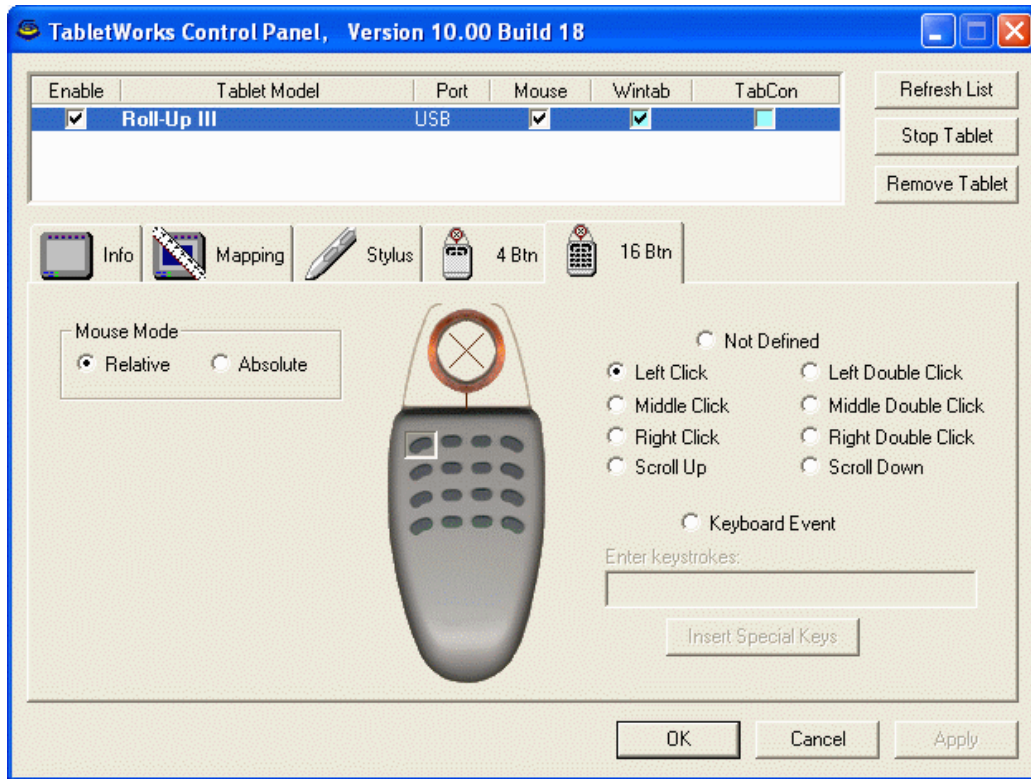 TabletWorks Control Panel, Version 10.00 Build 18
Enable Tablet Model Port Mouse Wintab TabCon
Roll-Up III USB
Refresh List
Stop Tablet
Remove Tablet
Info Mapping Stylus 4 Btn 16 Btn
Mouse Mode
Relative Absolute
Not Defined
Left Click Left Double Click
Middle Click Middle Double Click
Right Click Right Double Click
Scroll Up Scroll Down
Keyboard Event
Enter keystrokes:
Insert Special Keys
OK Cancel Apply